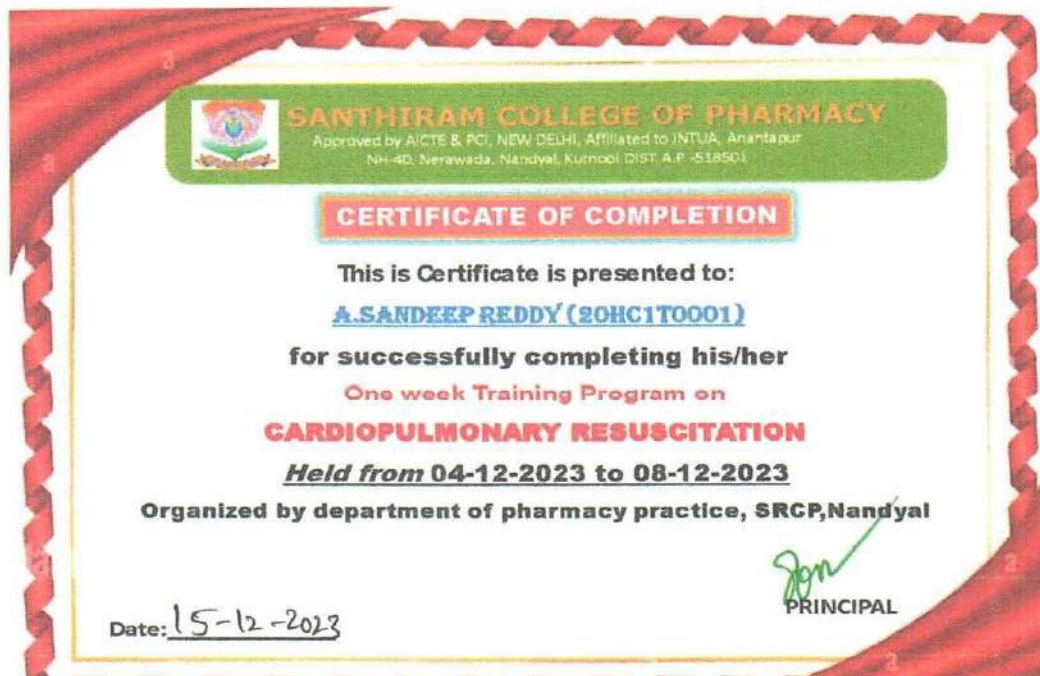 SANTHIRAM COLLEGE OF PHARMACY
Approved by AICTE & PCI, NEW DELHI, Affiliated to JNTUA, Anantapur
NH-40, Nerawada, Nandyal, Kurnool DIST A.P -518501
CERTIFICATE OF COMPLETION
This is Certificate is presented to:
A.SANDEEP REDDY (20HC1T0001)
for successfully completing his/her
One week Training Program on
CARDIOPULMONARY RESUSCITATION
Held from 04-12-2023 to 08-12-2023
Organized by department of pharmacy practice, SRCP,Nandyal
PRINCIPAL
Date: 15-12-2023